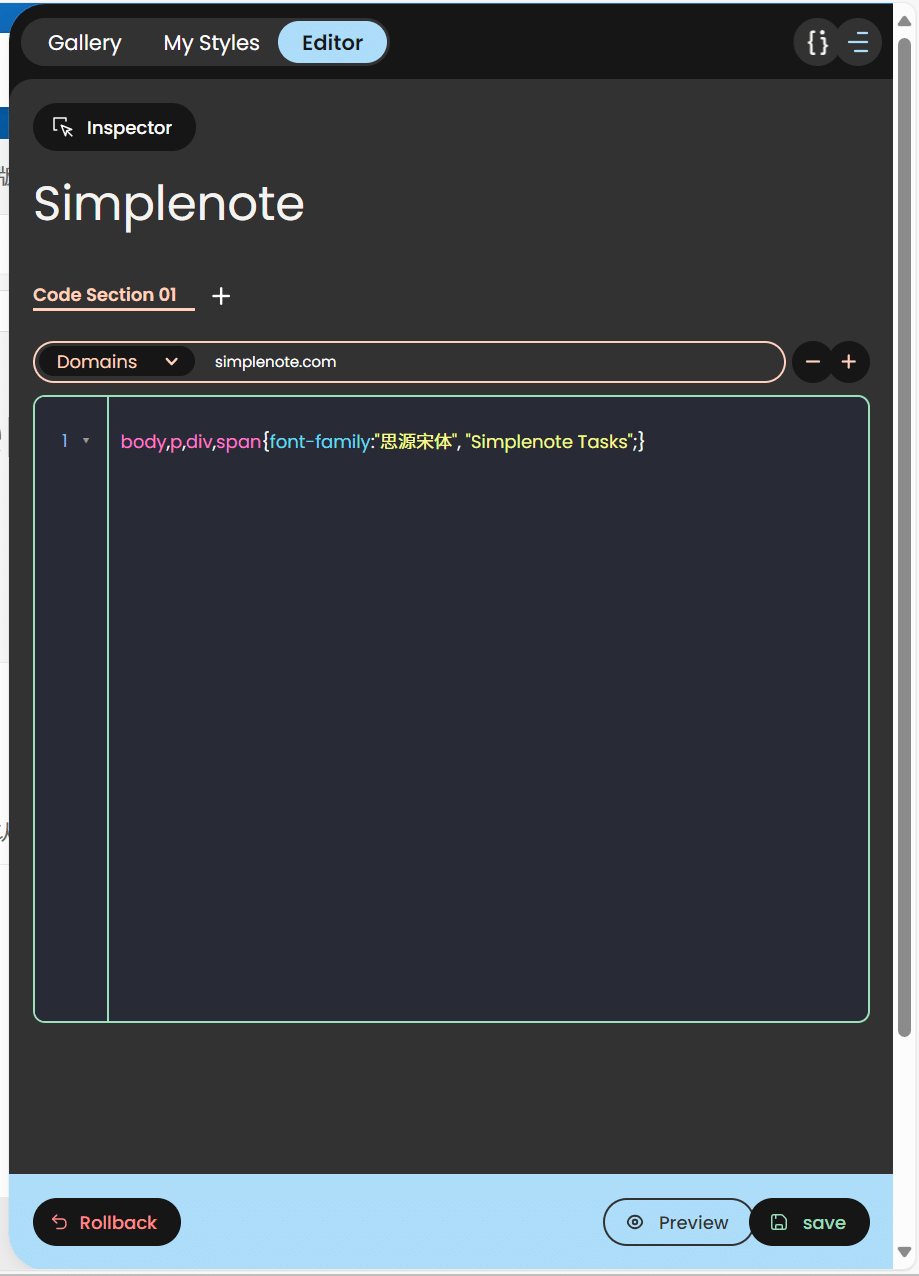 Gallery My Styles Editor
Inspector
Simplenote
Code Section 01
Domains simplenote.com
1 body,p,div,span{font-family:"思源宋体", "Simplenote Tasks";}
Rollback Preview save